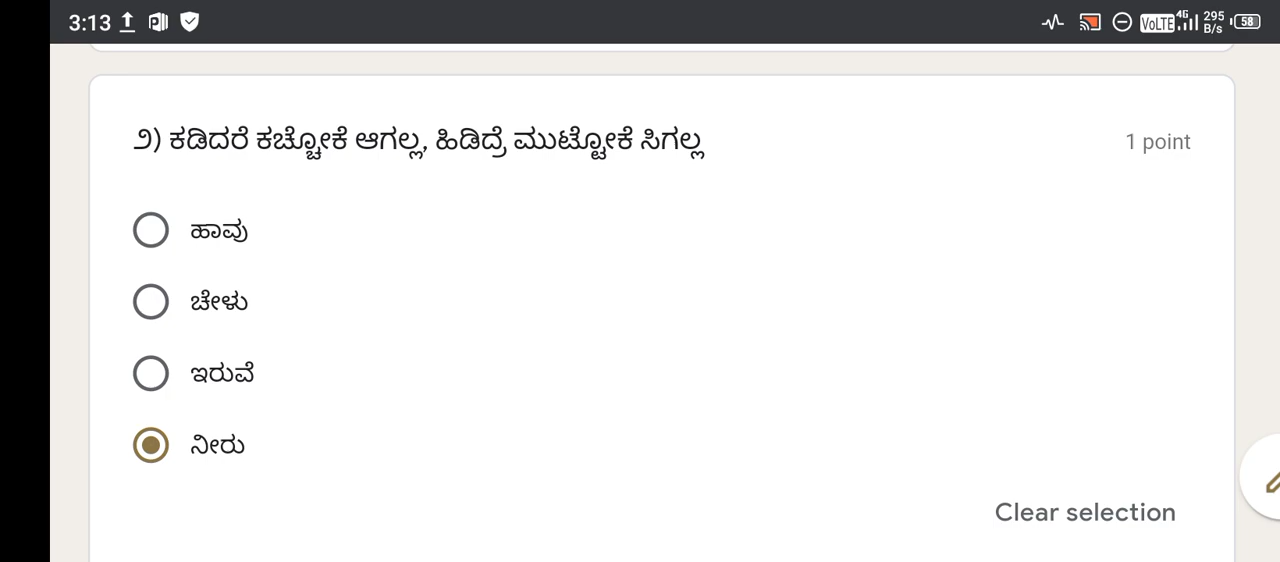 3:13 4G VoLTE 295 B/s 58
೨) ಕಡಿದರೆ ಕಚ್ಚೋಕೆ ಆಗಲ್ಲ, ಹಿಡಿದ್ರೆ ಮುಟ್ಟೋಕೆ ಸಿಗಲ್ಲ 1 point
ಹಾವು
ಚೇಳು
ಇರುವೆ
ನೀರು
Clear selection